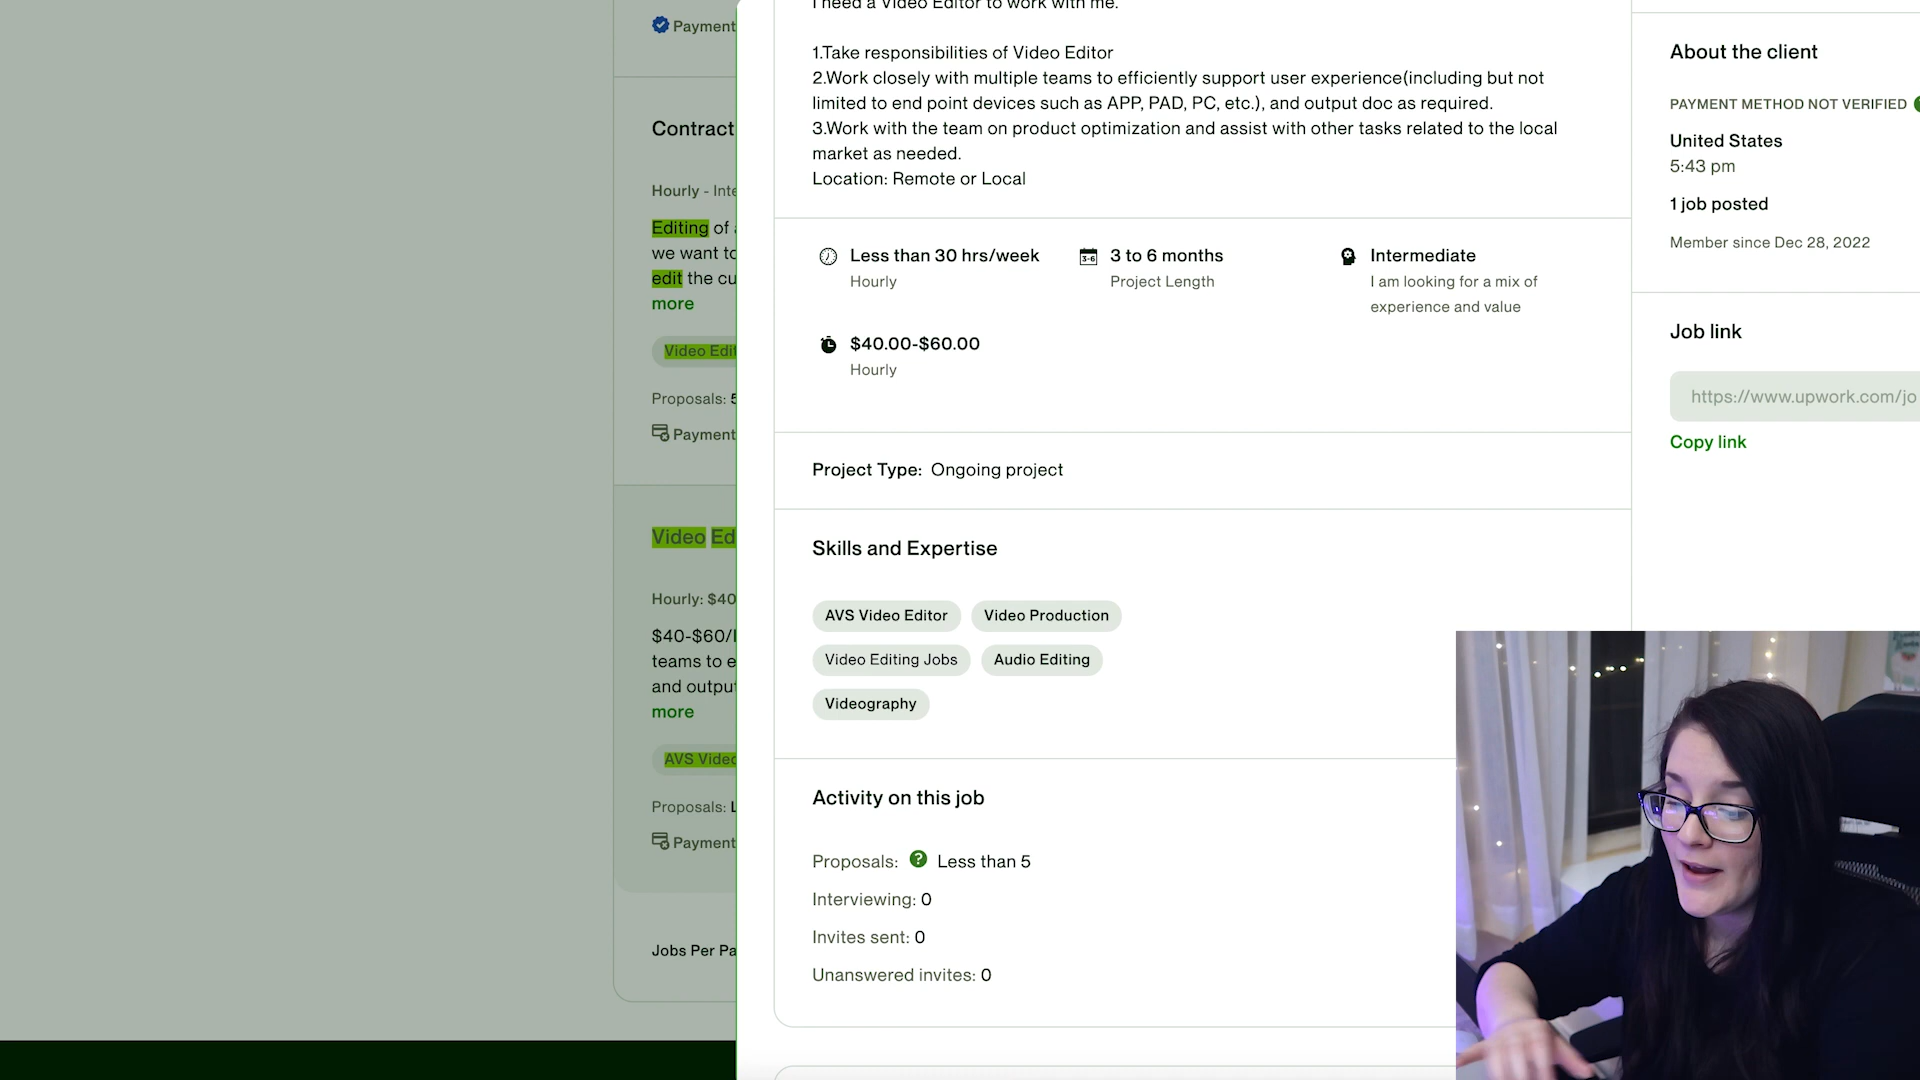 Payment
Contract
Hourly - Inte
Editing of
we want to
edit the cu
more
Video Edit
Proposals: 5
Payment
Video Ed
Hourly: $40
$40-$60/
teams to e
and output
more
AVS Video
Proposals: L
Payment
Jobs Per Pa
I need a Video Editor to work with me.
1.Take responsibilities of Video Editor
2.Work closely with multiple teams to efficiently support user experience(including but not
limited to end point devices such as APP, PAD, PC, etc.), and output doc as required.
3.Work with the team on product optimization and assist with other tasks related to the local
market as needed.
Location: Remote or Local
Less than 30 hrs/week
Hourly
3-6
3 to 6 months
Project Length
Intermediate
I am looking for a mix of
experience and value
$40.00-$60.00
Hourly
Project Type: Ongoing project
Skills and Expertise
AVS Video Editor
Video Production
Video Editing Jobs
Audio Editing
Videography
Activity on this job
Proposals: ? Less than 5
Interviewing: 0
Invites sent: 0
Unanswered invites: 0
About the client
PAYMENT METHOD NOT VERIFIED
United States
5:43 pm
1 job posted
Member since Dec 28, 2022
Job link
https://www.upwork.com/jo
Copy link